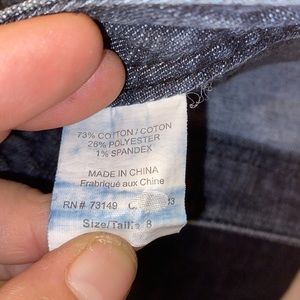 73% COTTON / COTON
26% POLYESTER
1% SPANDEX
MADE IN CHINA
Frabriqué aux Chine
RN # 73149
Size/Taille 8